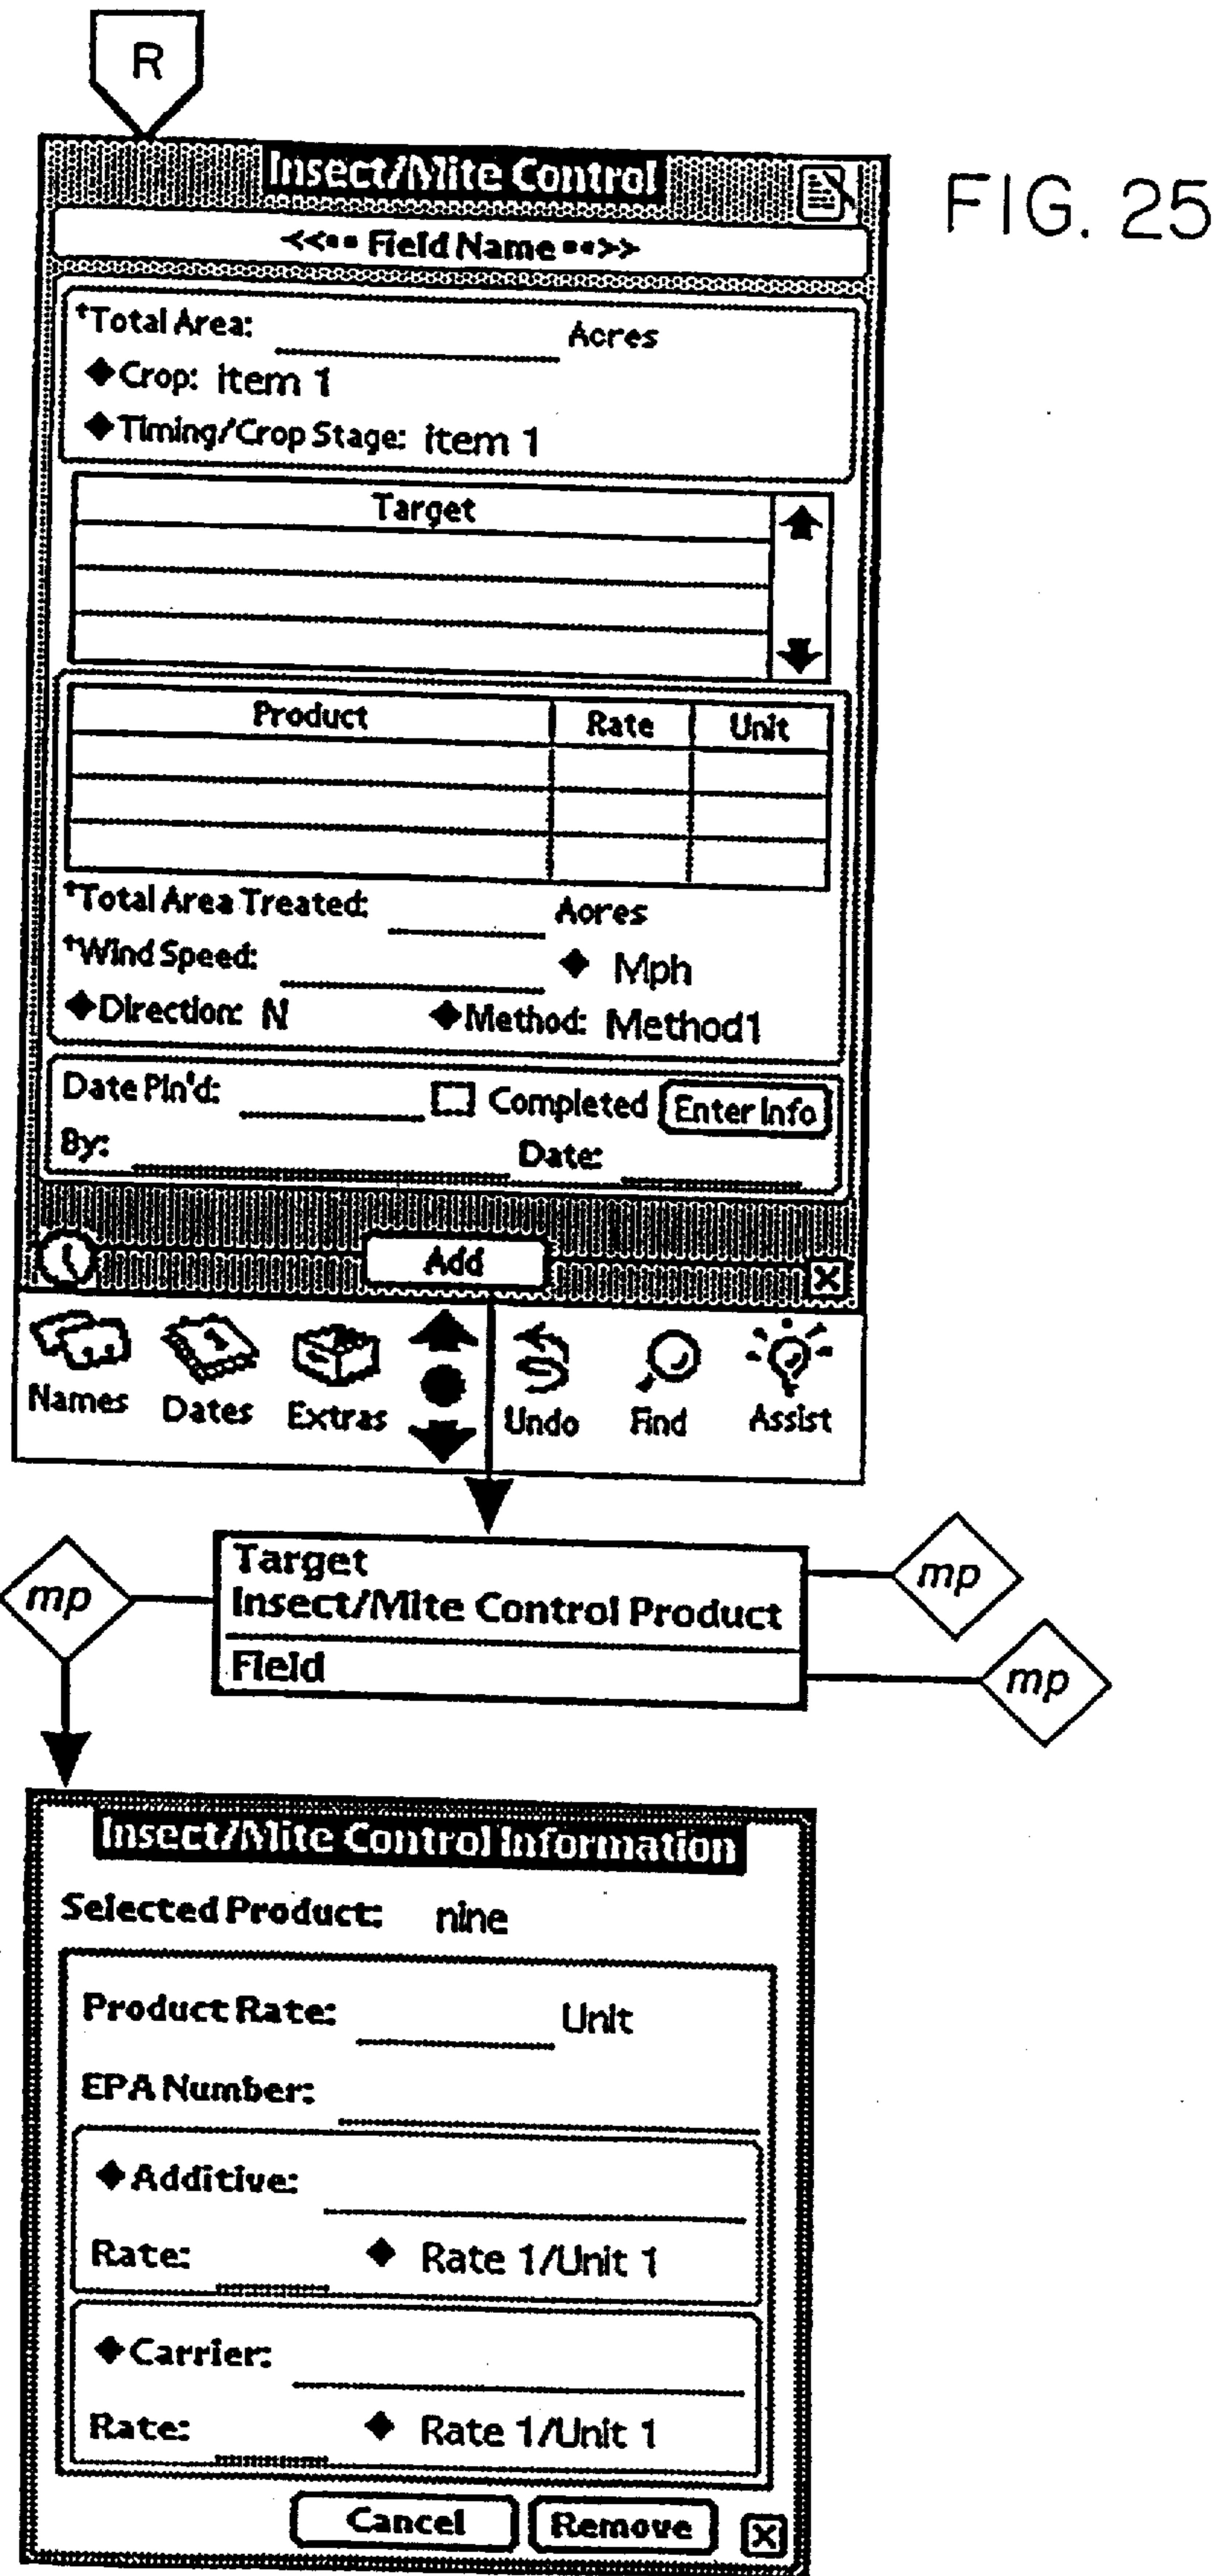 R
FIG. 25
Insect/Mite Control
<<•• Field Name ••>>
+Total Area: Acres
◆Crop: item 1
◆Timing/Crop Stage: item 1
Target
Product Rate Unit
+Total Area Treated: Acres
+Wind Speed: ◆ Mph
◆Direction: N ◆Method: Method1
Date Pln'd: Completed Enter Info
By: Date:
Add
Names Dates Extras Undo Find Assist
Target
mp
mp Insect/Mite Control Product
Field mp
Insect/Mite Control Information
Selected Product: nine
Product Rate: Unit
EPA Number:
◆Additive:
Rate: ◆ Rate 1/Unit 1
◆Carrier:
Rate: ◆ Rate 1/Unit 1
Cancel Remove